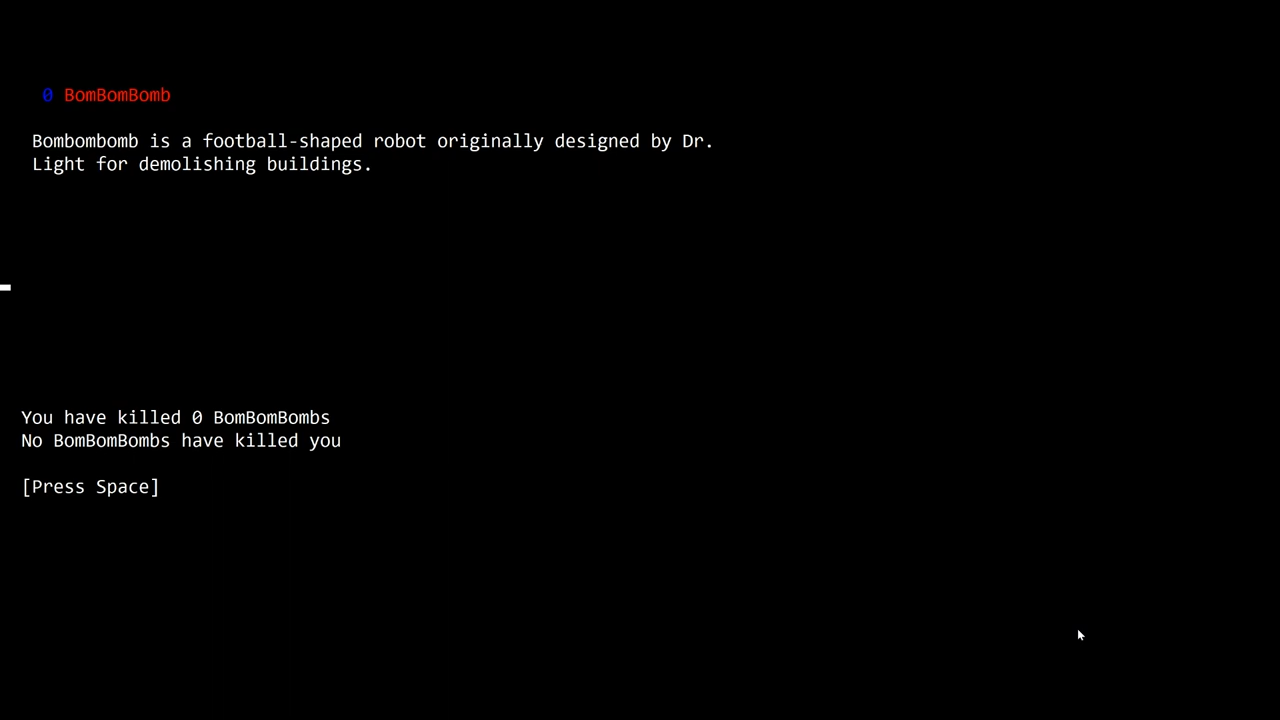 0 BomBomBomb
Bombombomb is a football-shaped robot originally designed by Dr.
Light for demolishing buildings.
You have killed 0 BomBomBombs
No BomBomBombs have killed you
[Press Space]